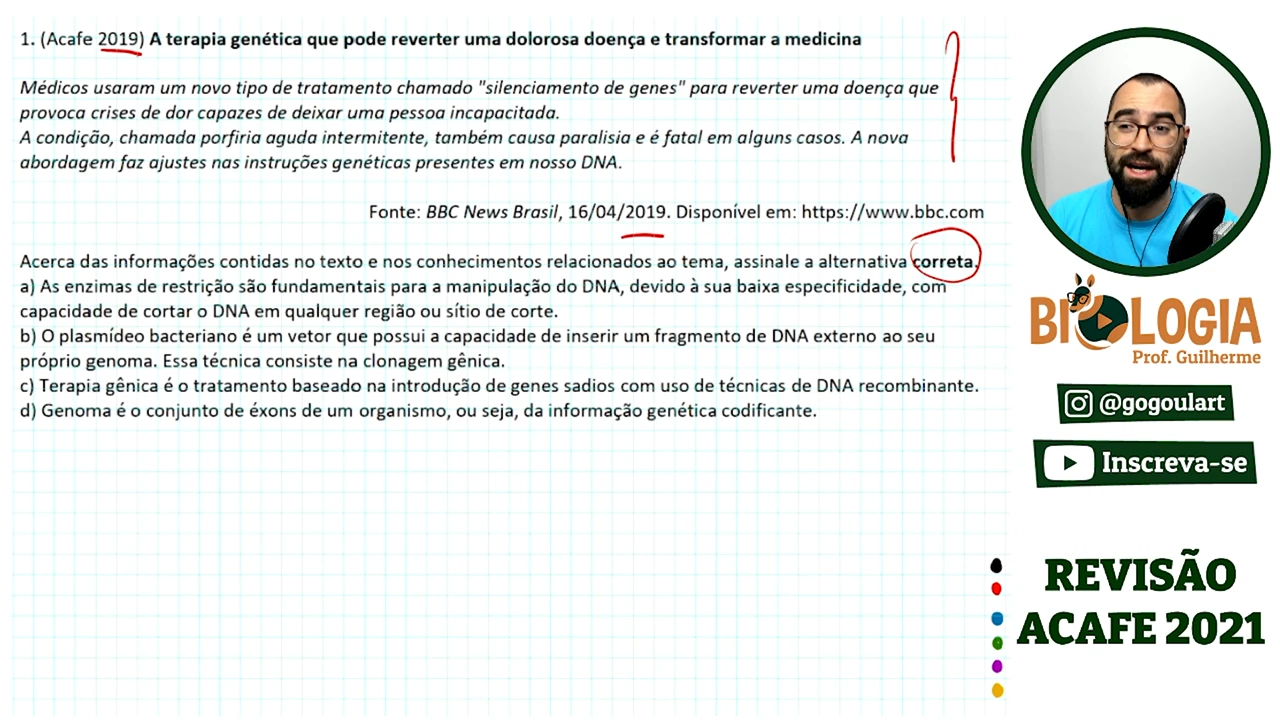 1. (Acafe 2019) A terapia genética que pode reverter uma dolorosa doença e transformar a medicina
Médicos usaram um novo tipo de tratamento chamado "silenciamento de genes" para reverter uma doença que
provoca crises de dor capazes de deixar uma pessoa incapacitada.
A condição, chamada porfiria aguda intermitente, também causa paralisia e é fatal em alguns casos. A nova
abordagem faz ajustes nas instruções genéticas presentes em nosso DNA.
Fonte: BBC News Brasil, 16/04/2019. Disponível em: https://www.bbc.com
Acerca das informações contidas no texto e nos conhecimentos relacionados ao tema, assinale a alternativa correta.
a) As enzimas de restrição são fundamentais para a manipulação do DNA, devido à sua baixa especificidade, com
capacidade de cortar o DNA em qualquer região ou sítio de corte.
b) O plasmídeo bacteriano é um vetor que possui a capacidade de inserir um fragmento de DNA externo ao seu
próprio genoma. Essa técnica consiste na clonagem gênica.
c) Terapia gênica é o tratamento baseado na introdução de genes sadios com uso de técnicas de DNA recombinante.
d) Genoma é o conjunto de éxons de um organismo, ou seja, da informação genética codificante.
BIOLOGIA
Prof. Guilherme
@gogoulart
Inscreva-se
REVISÃO
ACAFE 2021